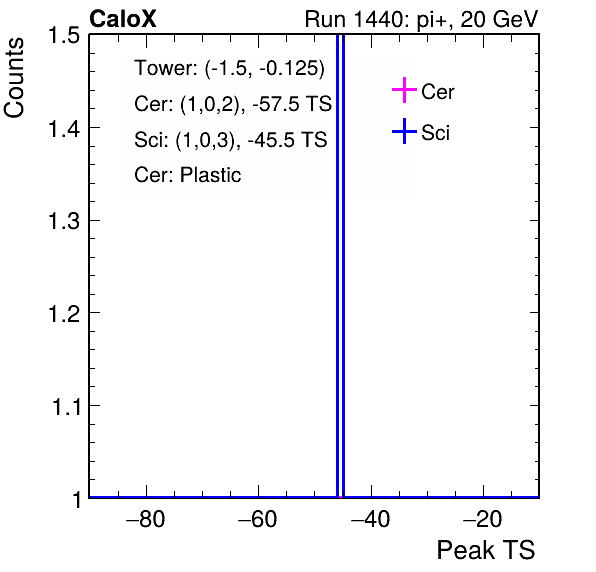 CaloX Run 1440: pi+, 20 GeV
Counts
1.5
1.4
1.3
1.2
1.1
1
Tower: (-1.5, -0.125)
Cer: (1,0,2), -57.5 TS
Sci: (1,0,3), -45.5 TS
Cer: Plastic
Cer
Sci
−80 −60 −40 −20
Peak TS